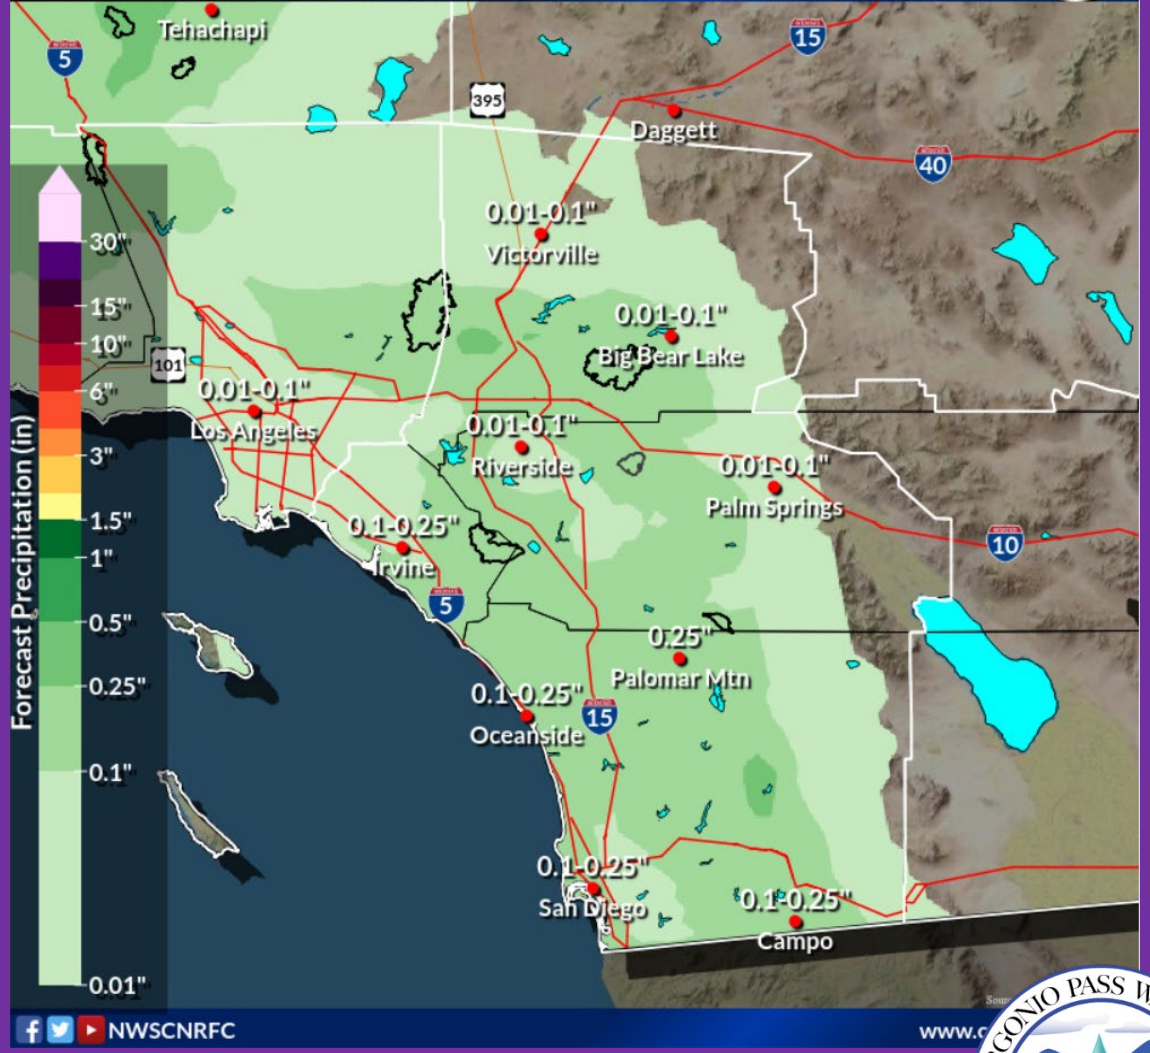 Tehachapi
5
15
395
Daggett
40
0.01-0.1"
Victorville
0.01-0.1"
Big Bear Lake
101
0.01-0.1"
Los Angeles
0.01-0.1"
Riverside
0.01-0.1"
Palm Springs
0.1-0.25"
Irvine
10
5
0.25"
Palomar Mtn
0.1-0.25"
Oceanside
15
0.1-0.25"
San Diego
0.1-0.25"
Campo
Forecast Precipitation (in)
30"
15"
10"
6"
3"
1.5"
1"
0.5"
0.25"
0.1"
0.01"
NWSCNRFC
www.c
GONIO PASS W